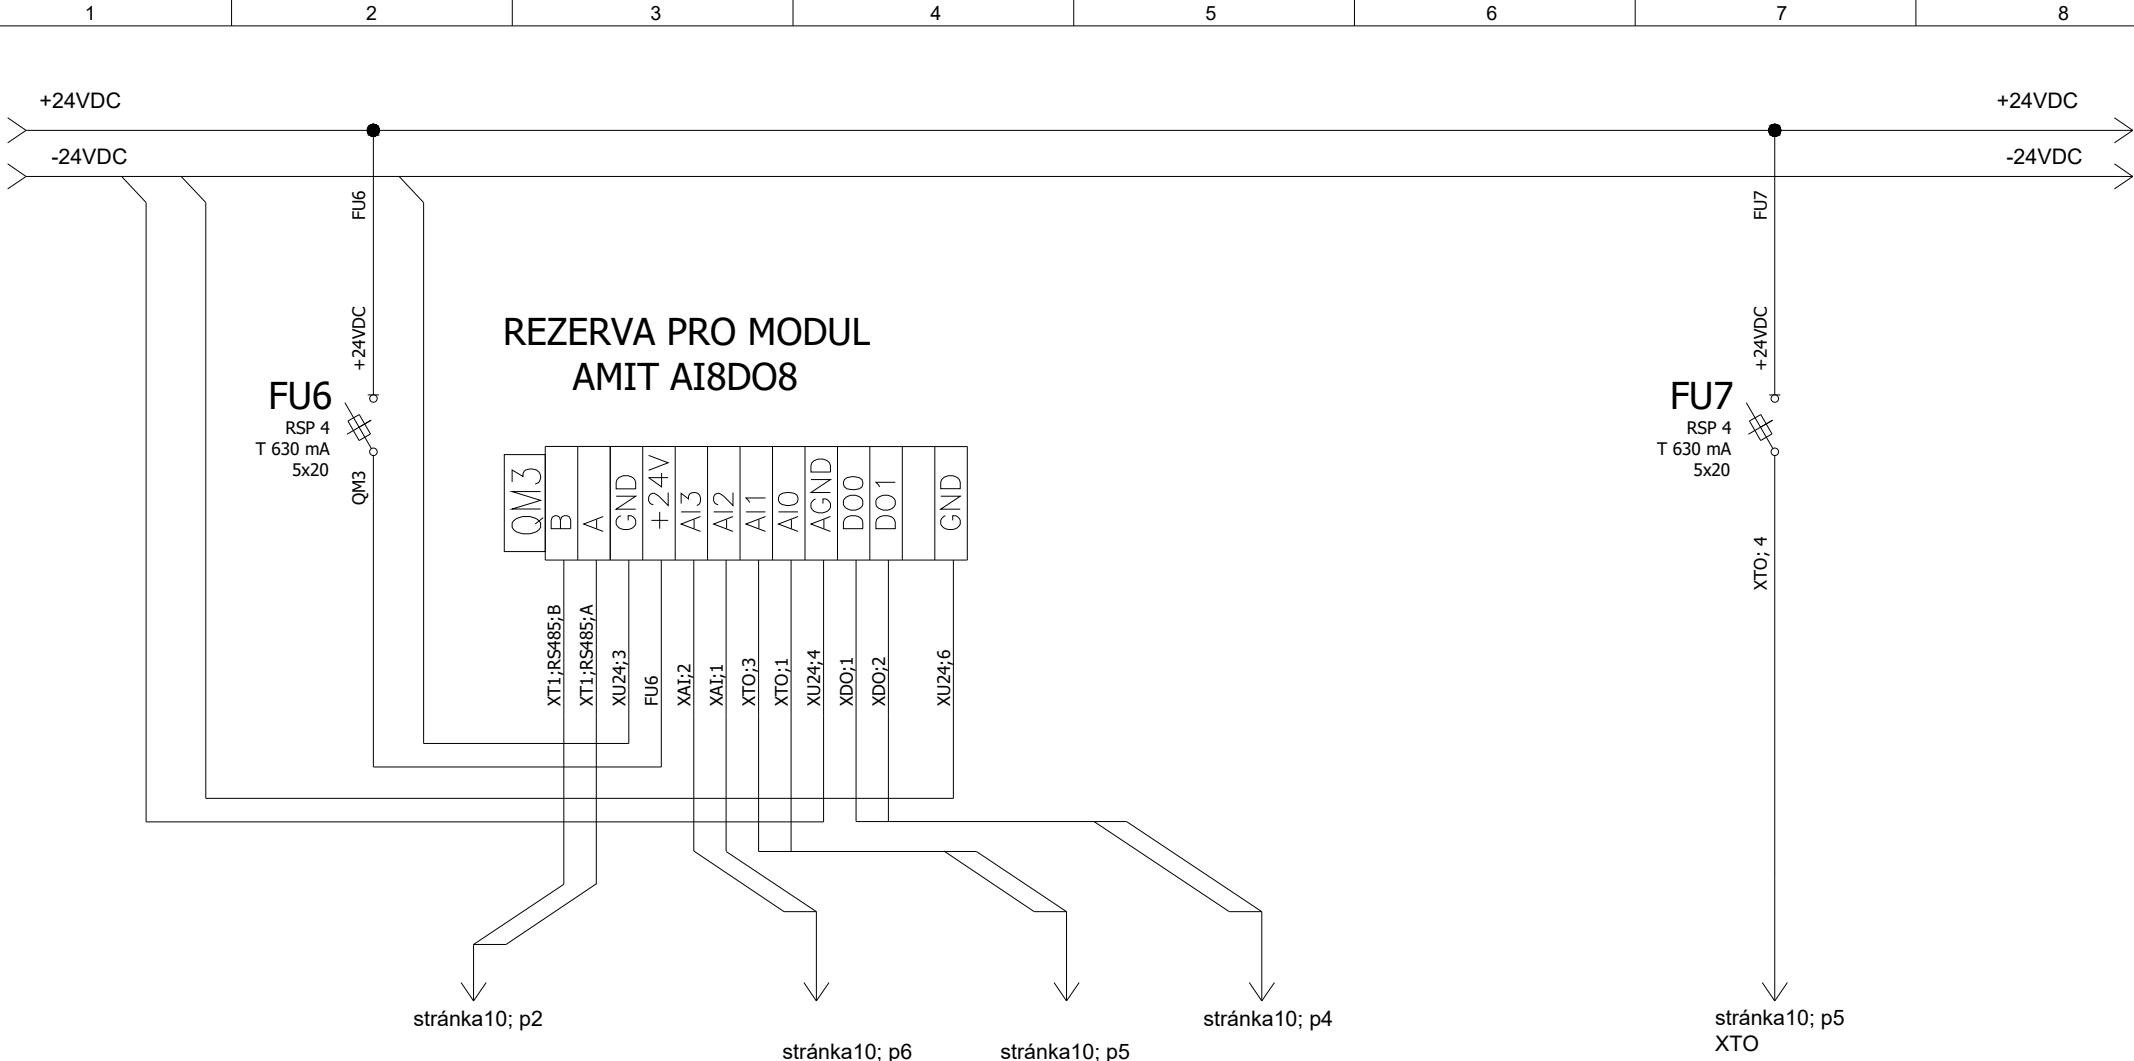 1 2 3 4 5 6 7 8
+24VDC +24VDC
-24VDC -24VDC
FU6 FU7
+24VDC +24VDC
REZERVA PRO MODUL
AMIT AI8DO8
FU6
RSP 4
T 630 mA
5x20
QM3
FU7
RSP 4
T 630 mA
5x20
XTO; 4
QM3 B A GND +24V AI3 AI2 AI1 AI0 AGND DO0 DO1 GND
XT1;RS485;B
XT1;RS485;A
XU24;3
FU6
XAI;2
XAI;1
XTO;3
XTO;1
XU24;4
XDO;1
XDO;2
XU24;6
stránka10; p2
stránka10; p6
stránka10; p5
stránka10; p4
stránka10; p5
XTO